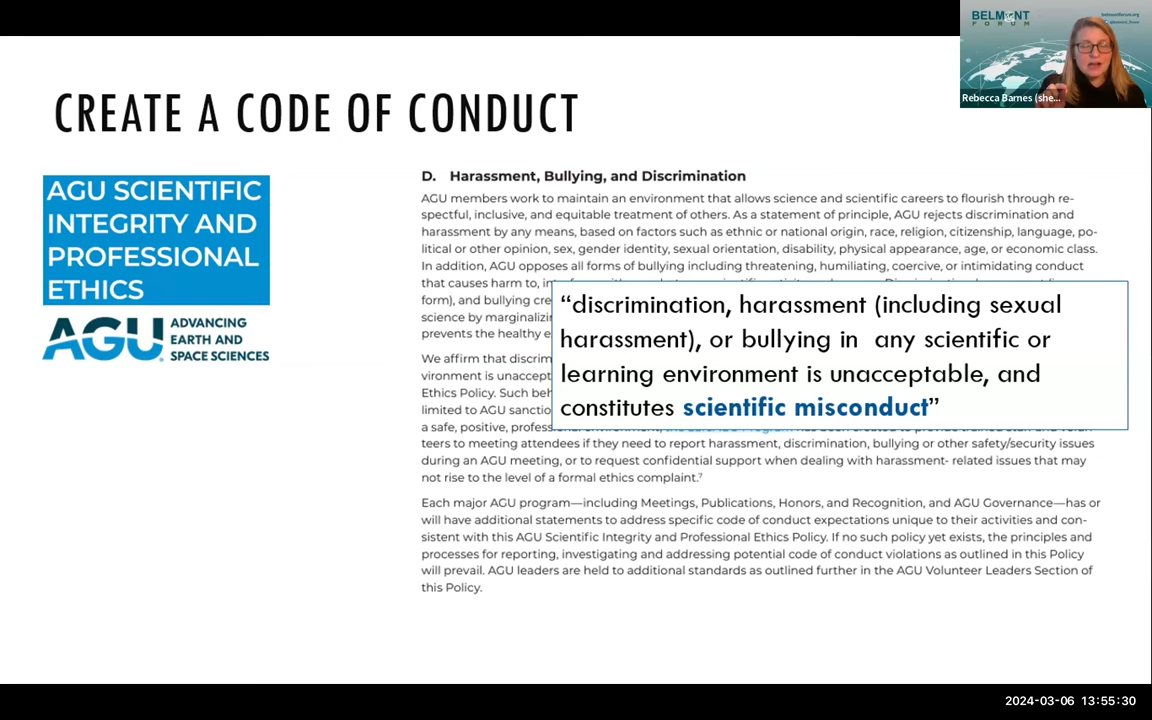 BELMONT
FORUM
belmontforum.org
Rebecca Barnes (she...
CREATE A CODE OF CONDUCT
AGU SCIENTIFIC
INTEGRITY AND
PROFESSIONAL
ETHICS
AGU
ADVANCING
EARTH AND
SPACE SCIENCES
D. Harassment, Bullying, and Discrimination
AGU members work to maintain an environment that allows science and scientific careers to flourish through re-
spectful, inclusive, and equitable treatment of others. As a statement of principle, AGU rejects discrimination and
harassment by any means, based on factors such as ethnic or national origin, race, religion, citizenship, language, po-
litical or other opinion, sex, gender identity, sexual orientation, disability, physical appearance, age, or economic class.
In addition, AGU opposes all forms of bullying including threatening, humiliating, coercive, or intimidating conduct
that causes harm to,
form), and bullying cre
science by marginalizin
prevents the healthy e
“discrimination, harassment (including sexual
harassment), or bullying in any scientific or
learning environment is unacceptable, and
constitutes scientific misconduct”
We affirm that discrim
vironment is unaccept
Ethics Policy. Such beh
limited to AGU sanctio
a safe, positive, profess
teers to meeting attendees if they need to report harassment, discrimination, bullying or other safety/security issues
during an AGU meeting, or to request confidential support when dealing with harassment- related issues that may
not rise to the level of a formal ethics complaint.7
Each major AGU program—including Meetings, Publications, Honors, and Recognition, and AGU Governance—has or
will have additional statements to address specific code of conduct expectations unique to their activities and con-
sistent with this AGU Scientific Integrity and Professional Ethics Policy. If no such policy yet exists, the principles and
processes for reporting, investigating and addressing potential code of conduct violations as outlined in this Policy
will prevail. AGU leaders are held to additional standards as outlined further in the AGU Volunteer Leaders Section of
this Policy.
2024-03-06 13:55:30